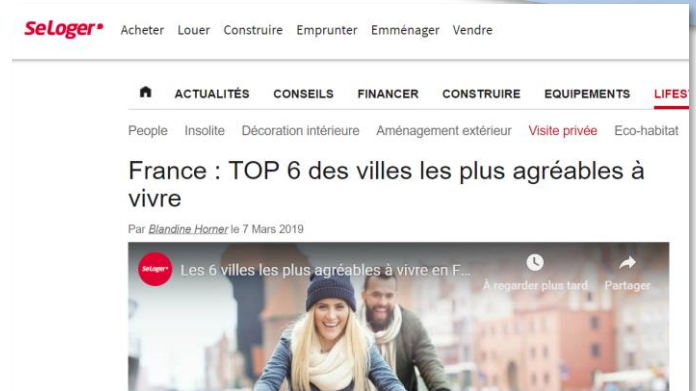 SeLoger Acheter Louer Construire Emprunter Emménager Vendre
ACTUALITÉS CONSEILS FINANCER CONSTRUIRE EQUIPEMENTS LIFES
People Insolite Décoration intérieure Aménagement extérieur Visite privée Eco-habitat
France : TOP 6 des villes les plus agréables à
vivre
Par Blandine Horner le 7 Mars 2019
SeLoger Les 6 villes les plus agréables à vivre en F...
À regarder plus tard Partager